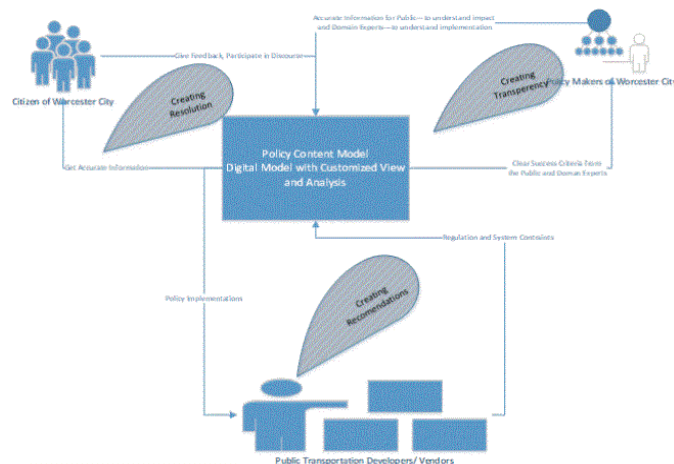 Accurate Information for Public—to understand impact
and Domain Experts—to understand implementation
Give Feedback, Participate in Discourse
Citizen of Worcester City
Creating
Resolution
Creating
Transperency
Policy Makers of Worcester City
Policy Content Model
Digital Model with Customized View
and Analysis
Get Accurate Information
Clear Success Criteria From
the Public and Domian Experts
Regulation and System Contraints
Policy Implementations
Creating
Recomendations
Public Transportation Developers/ Vendors